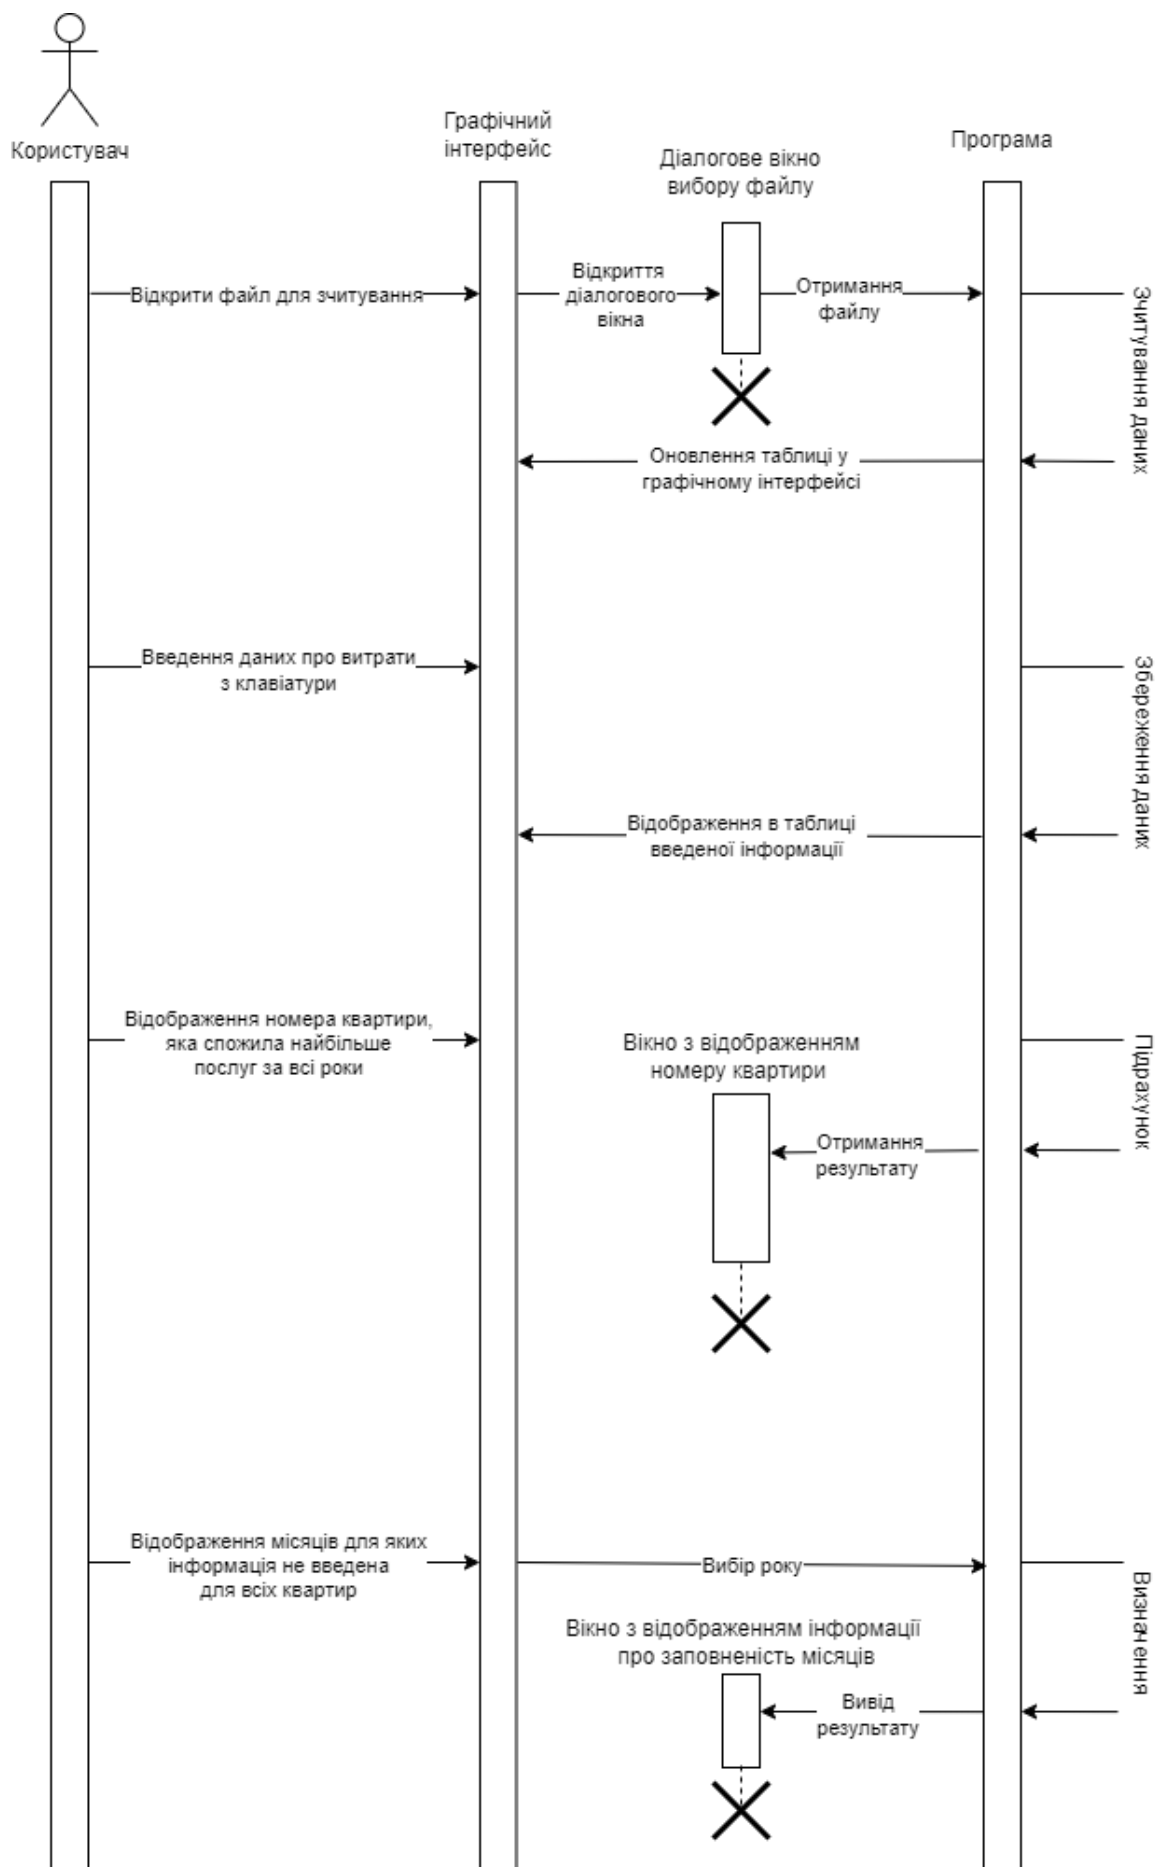 Користувач
Графічний
інтерфейс
Діалогове вікно
вибору файлу
Програма
Відкрити файл для зчитування
Відкриття
діалогового
вікна
Отримання
файлу
Зчитування даних
Оновлення таблиці у
графічному інтерфейсі
Введення даних про витрати
з клавіатури
Збереження даних
Відображення в таблиці
введеної інформації
Відображення номера квартири,
яка спожила найбільше
послуг за всі роки
Вікно з відображенням
номеру квартири
Підрахунок
Отримання
результату
Відображення місяців для яких
інформація не введена
для всіх квартир
Вибір року
Визначення
Вікно з відображенням інформації
про заповненість місяців
Вивід
результату